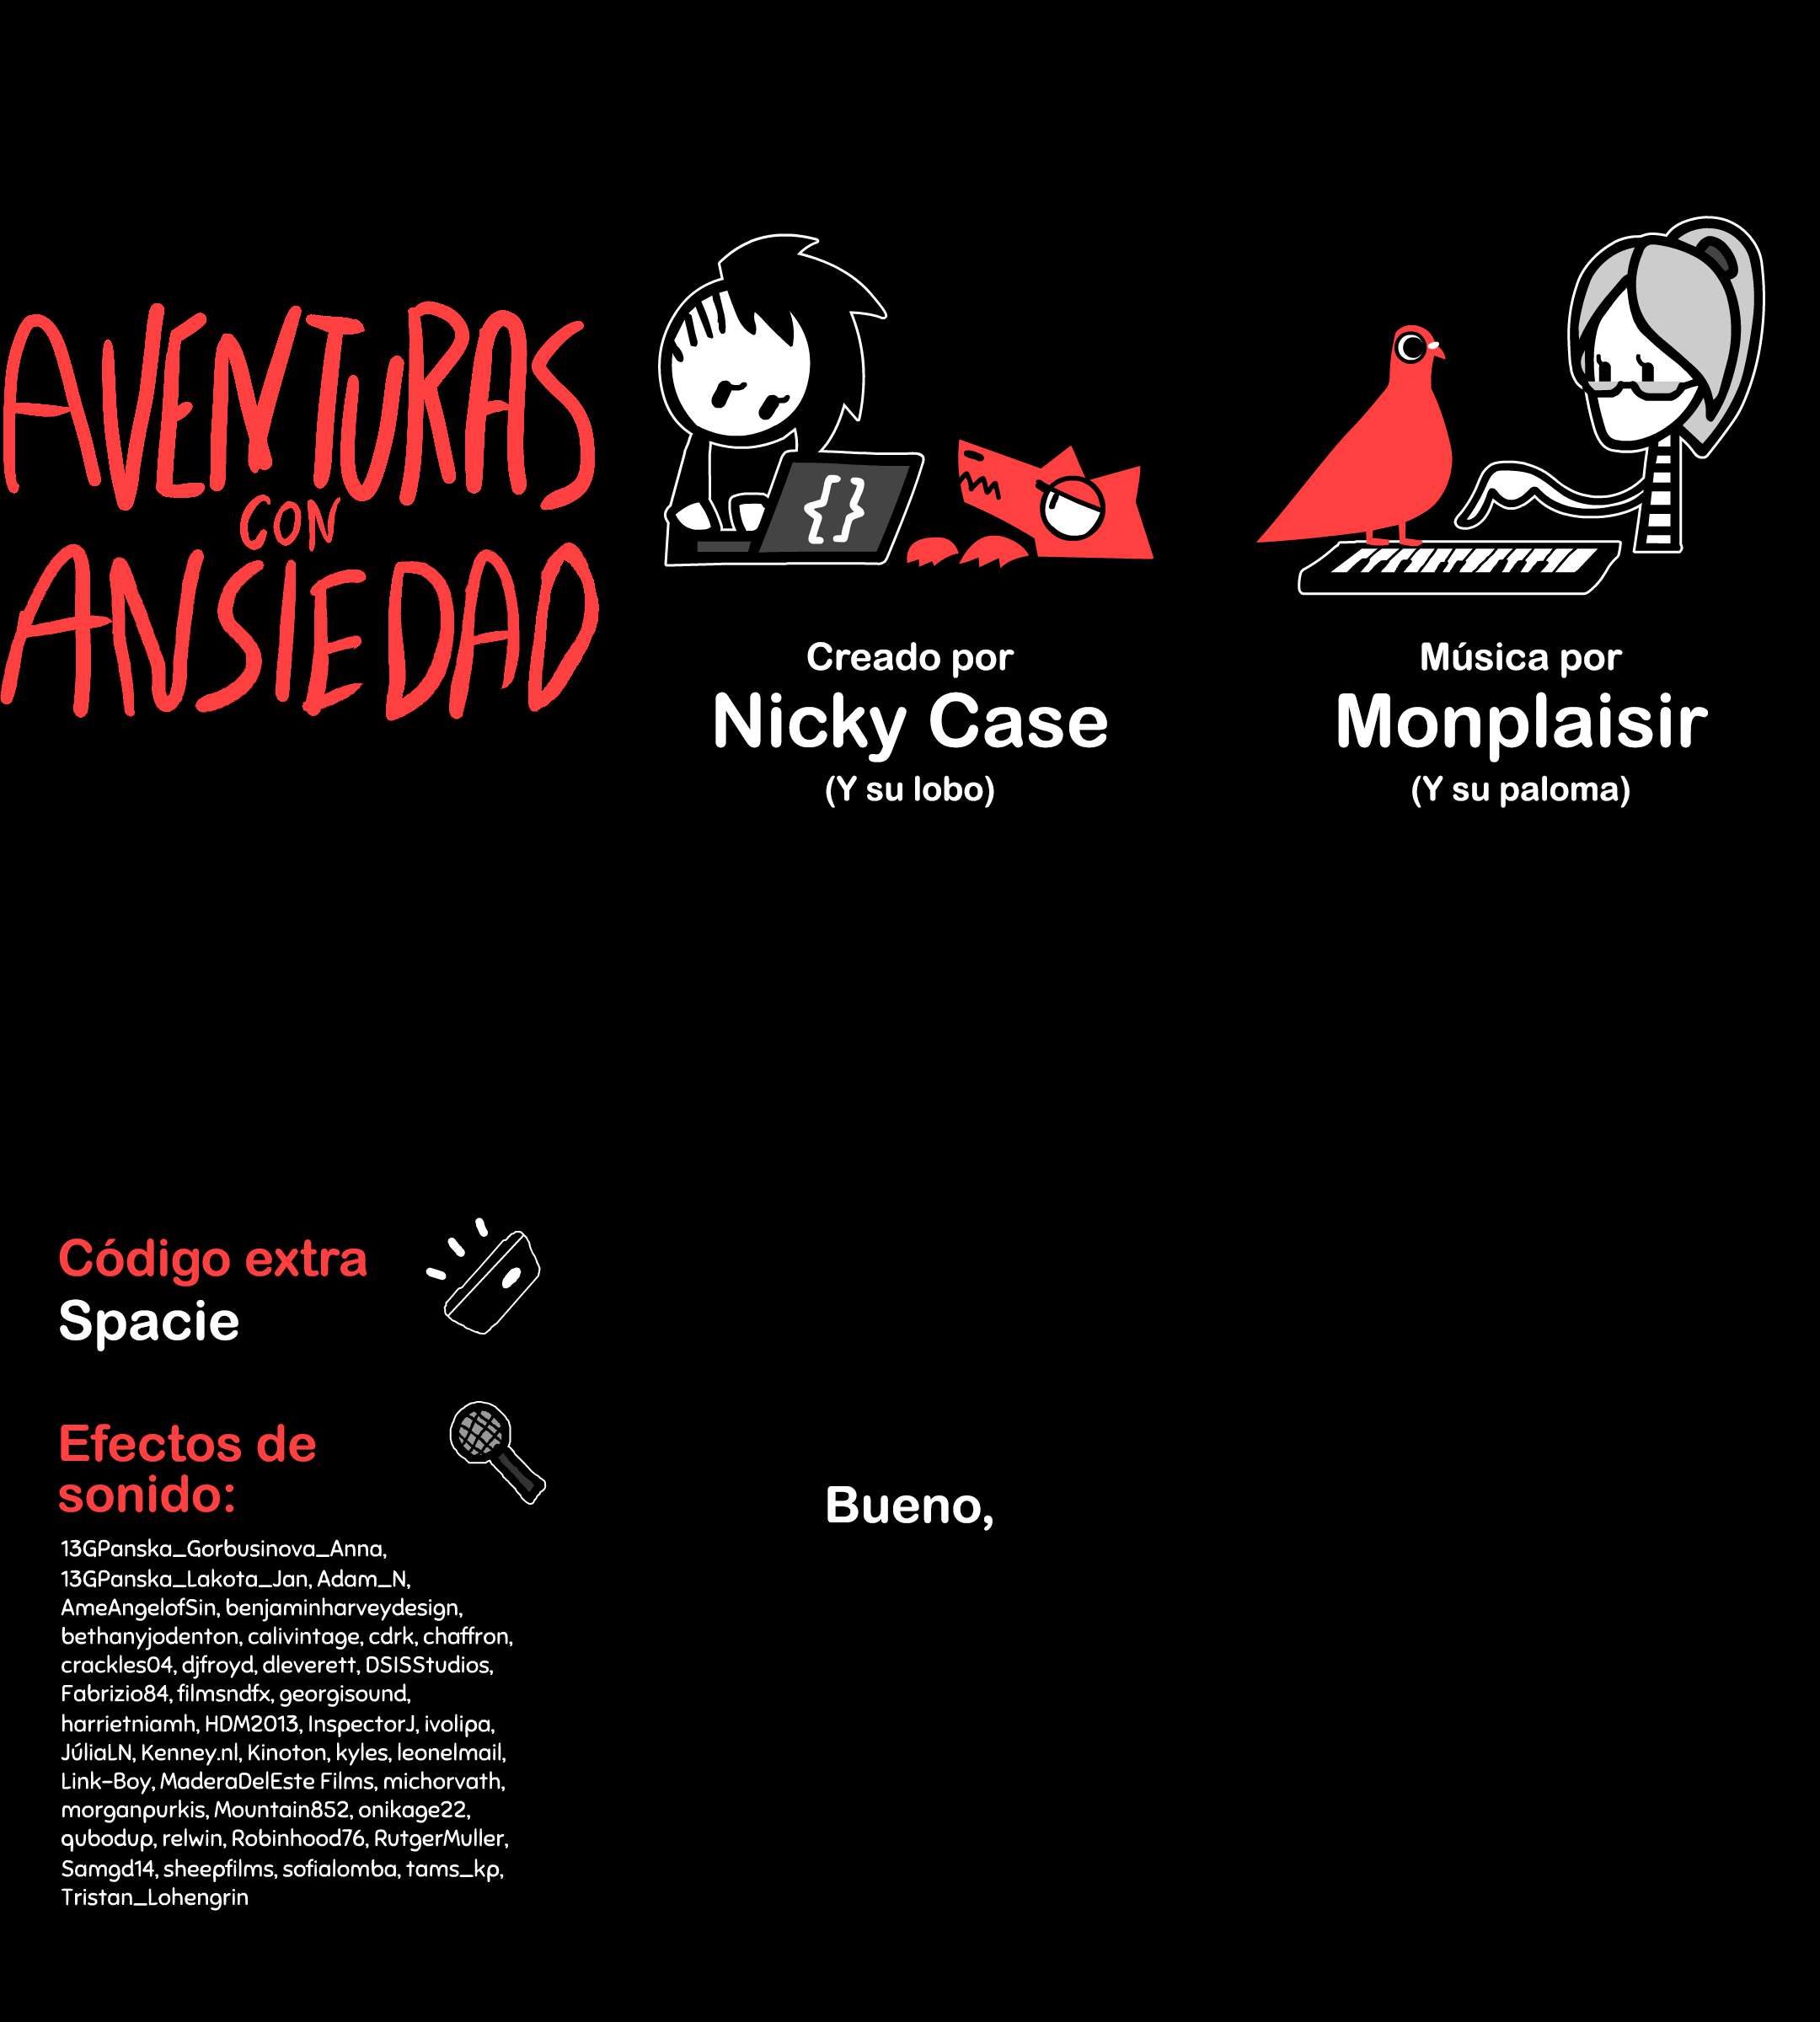 AVENTURAS
CON
ANSIEDAD
Creado por
Nicky Case
(Y su lobo)
Música por
Monplaisir
(Y su paloma)
{}
Código extra
Spacie
Efectos de
sonido:
13GPanska_Gorbusinova_Anna,
13GPanska_Lakota_Jan, Adam_N,
AmeAngelofSin, benjaminharveydesign,
bethanyjodenton, calivintage, cdrk, chaffron,
crackles04, djfroyd, dleverett, DSISStudios,
Fabrizio84, filmsndfx, georgisound,
harrietniamh, HDM2013, InspectorJ, ivolipa,
JúliaLN, Kenney.nl, Kinoton, kyles, leonelmail,
Link-Boy, MaderaDelEste Films, michorvath,
morganpurkis, Mountain852, onikage22,
qubodup, relwin, Robinhood76, RutgerMuller,
Samgd14, sheepfilms, sofialomba, tams_kp,
Tristan_Lohengrin
Bueno,